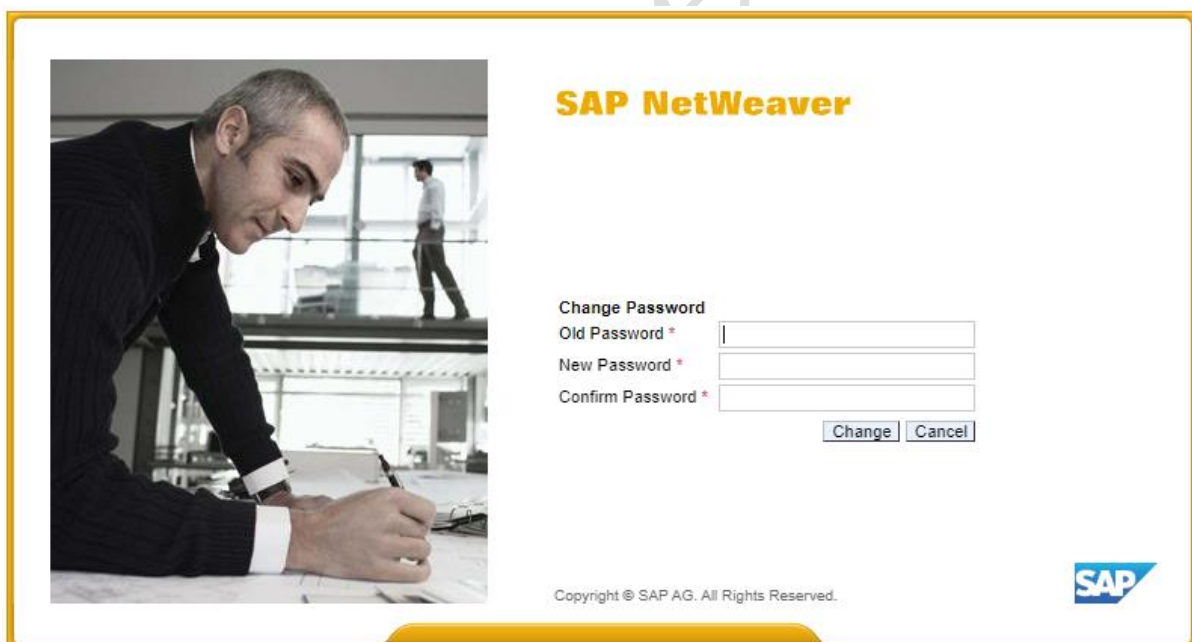 SAP NetWeaver
Change Password
Old Password *
New Password *
Confirm Password *
Change Cancel
Copyright © SAP AG. All Rights Reserved.
SAP